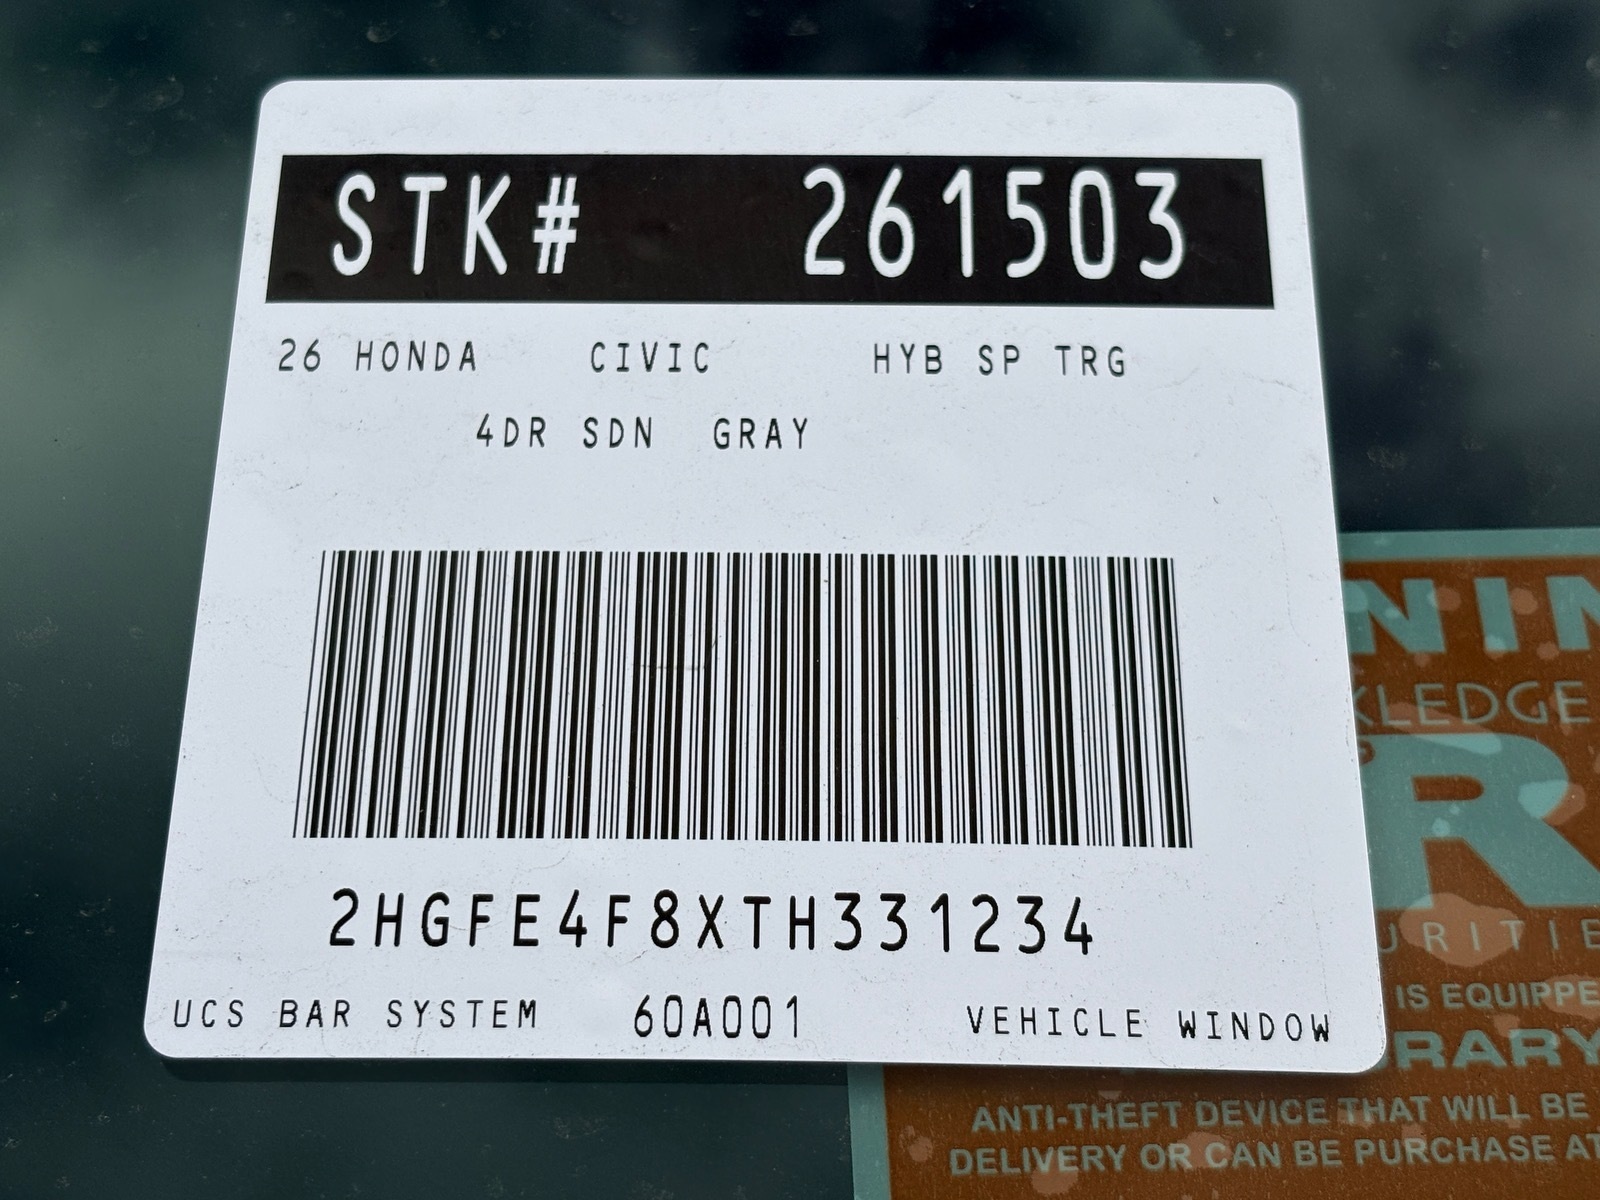 STK# 261503
26 HONDA CIVIC HYB SP TRG
4DR SDN GRAY
2HGFE4F8XTH331234
UCS BAR SYSTEM 60A001 VEHICLE WINDOW
IS EQUIPPE
ANTI-THEFT DEVICE THAT WILL BE
DELIVERY OR CAN BE PURCHASE AT